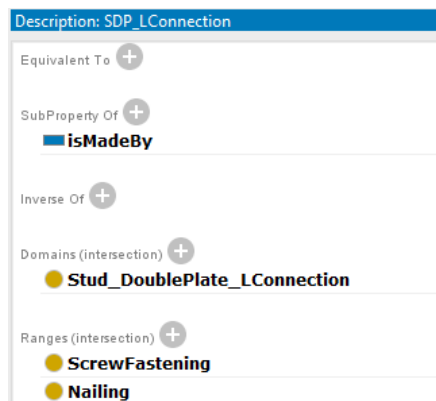 Description: SDP_LConnection
Equivalent To
SubProperty Of
isMadeBy
Inverse Of
Domains (intersection)
Stud_DoublePlate_LConnection
Ranges (intersection)
ScrewFastening
Nailing